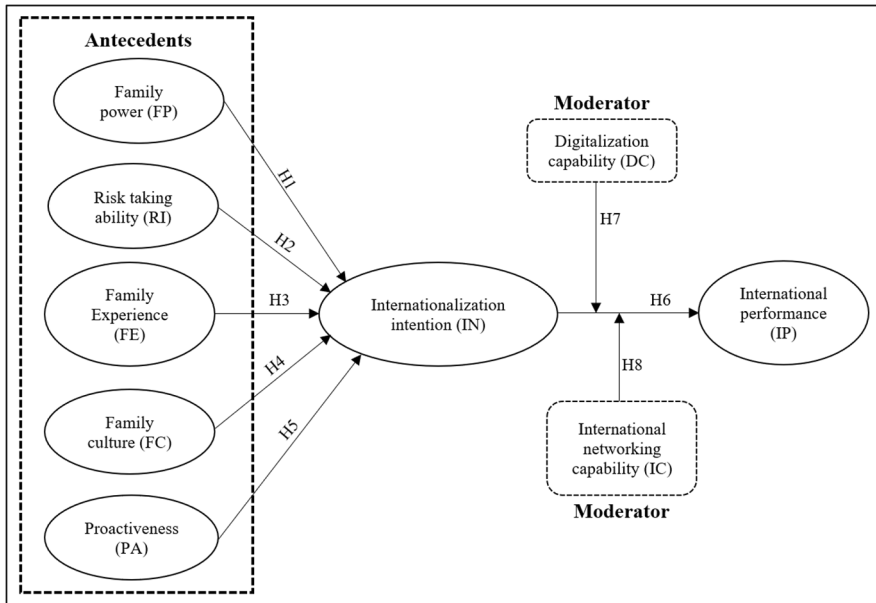 Antecedents
Family
power (FP)
Risk taking
ability (RI)
Family
Experience
(FE)
Family
culture (FC)
Proactiveness
(PA)
H1
H2
H3
H4
H5
Internationalization
intention (IN)
Moderator
Digitalization
capability (DC)
H7
H6
H8
International
networking
capability (IC)
Moderator
International
performance
(IP)